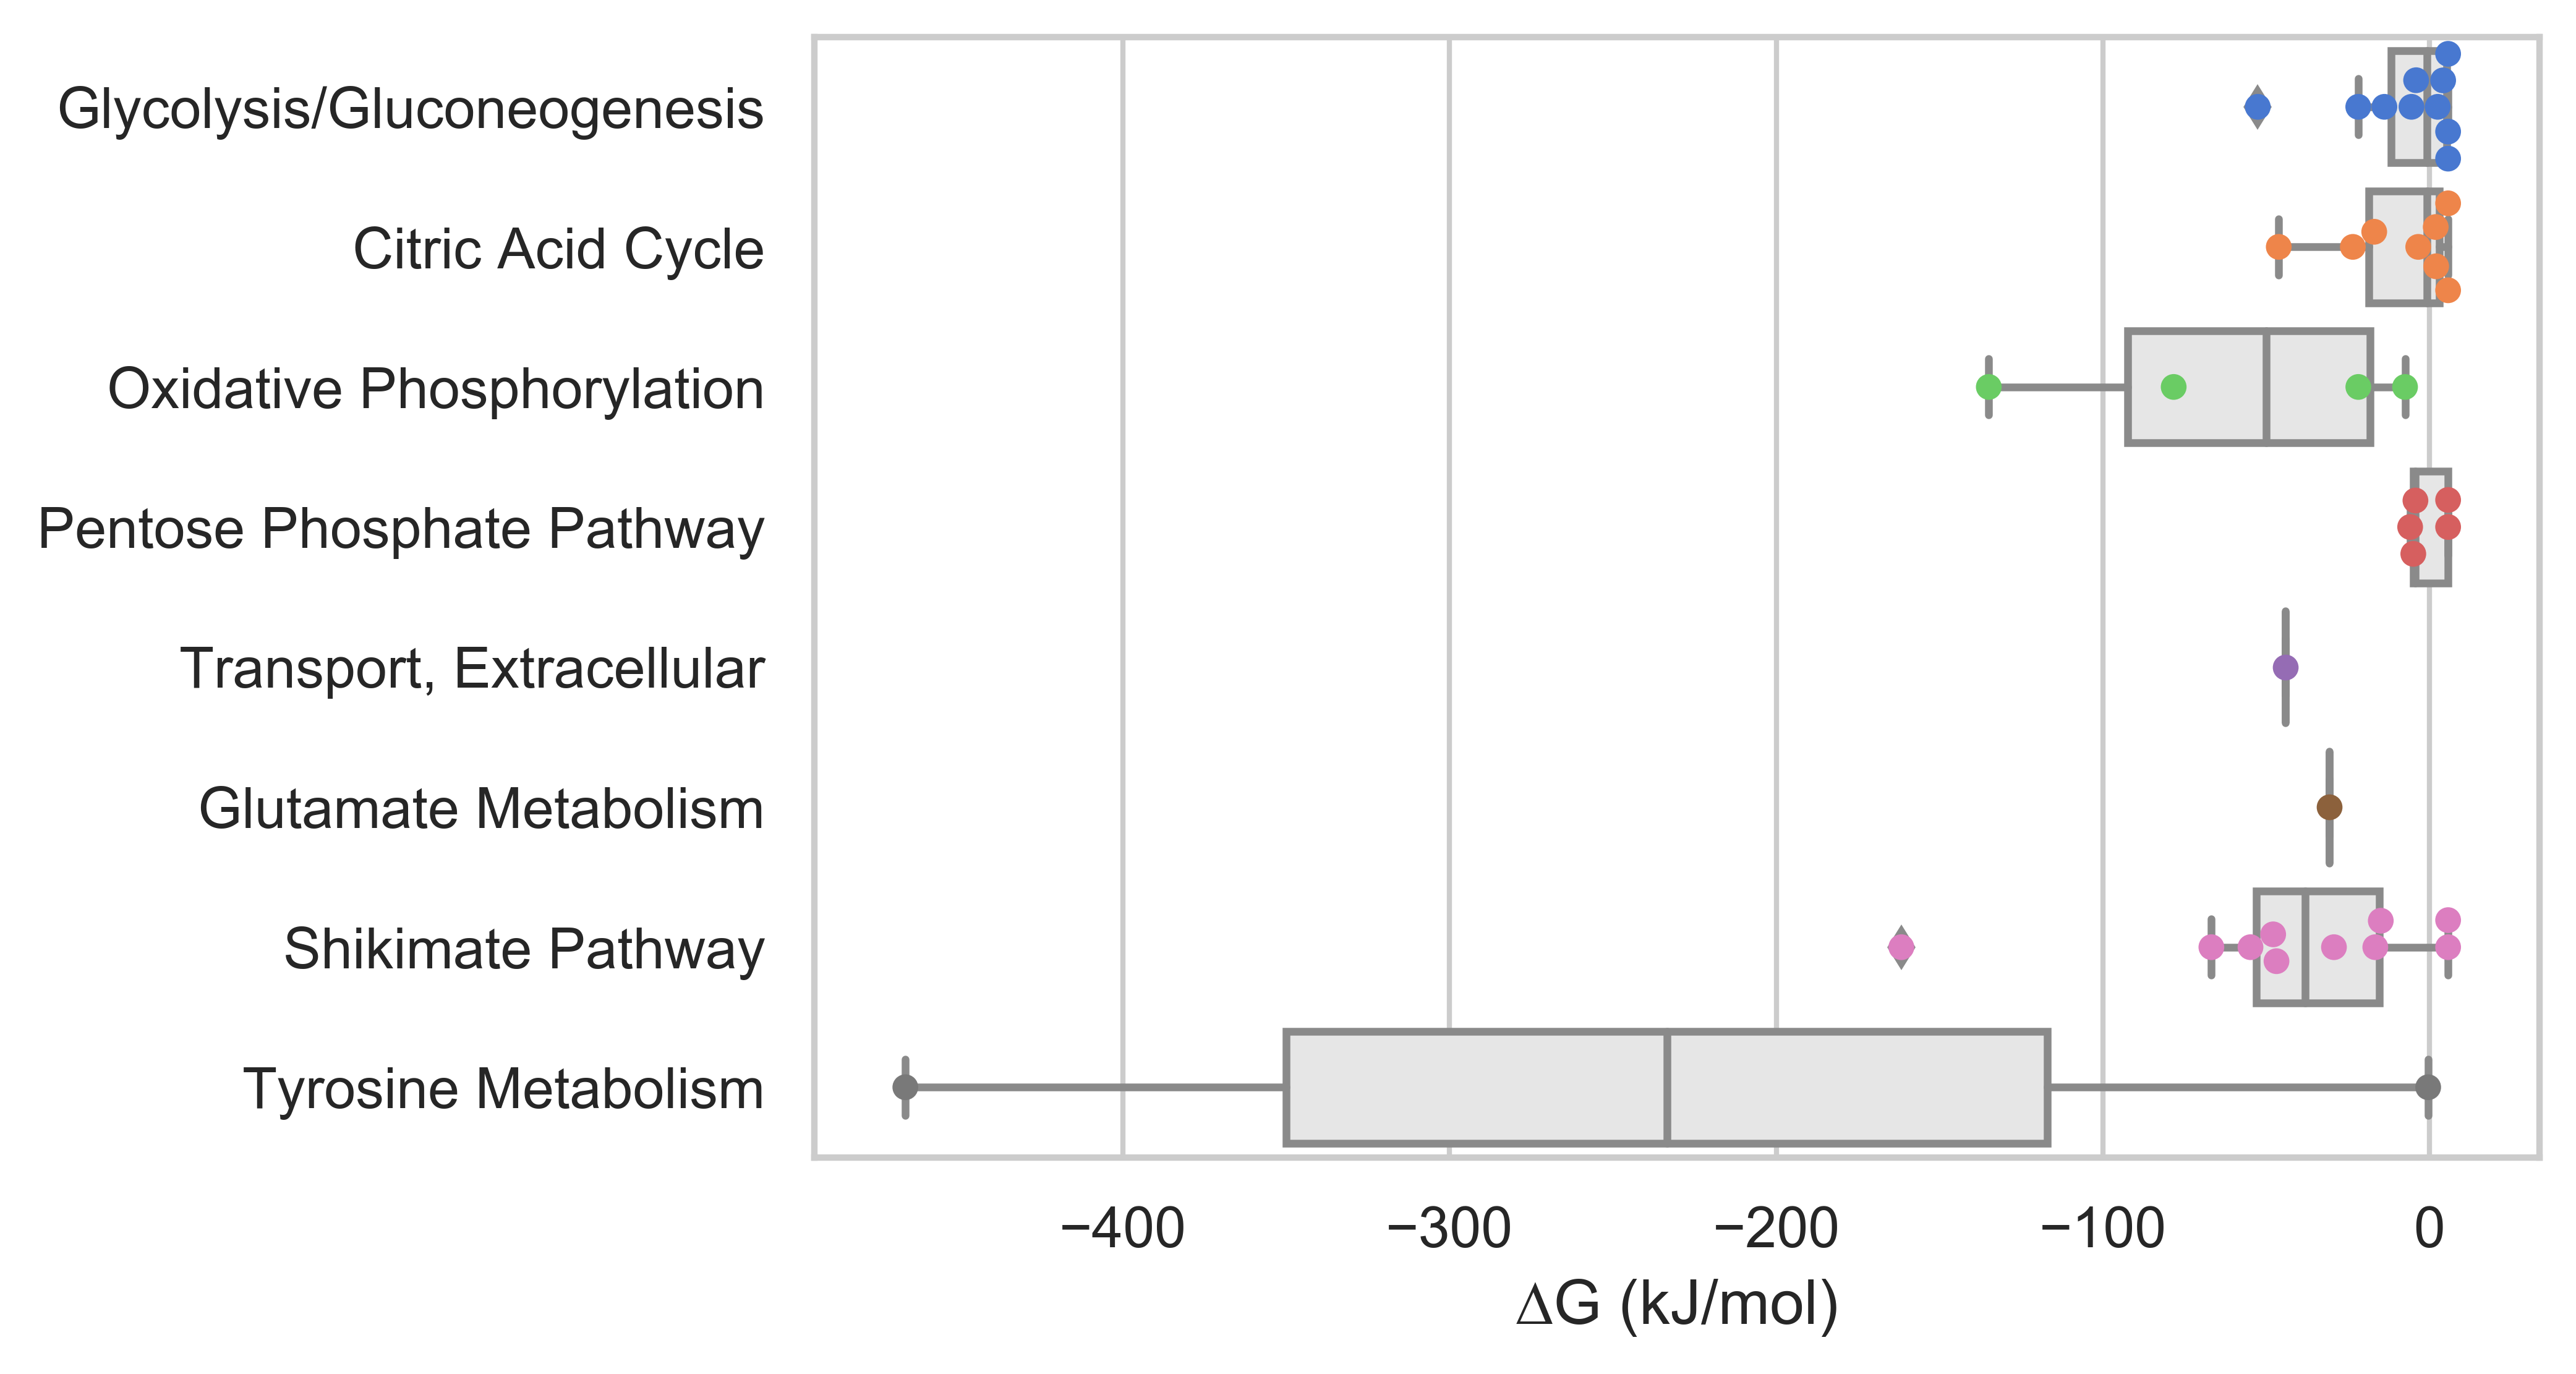 Glycolysis/Gluconeogenesis
Citric Acid Cycle
Oxidative Phosphorylation
Pentose Phosphate Pathway
Transport, Extracellular
Glutamate Metabolism
Shikimate Pathway
Tyrosine Metabolism
−400 −300 −200 −100 0
ΔG (kJ/mol)